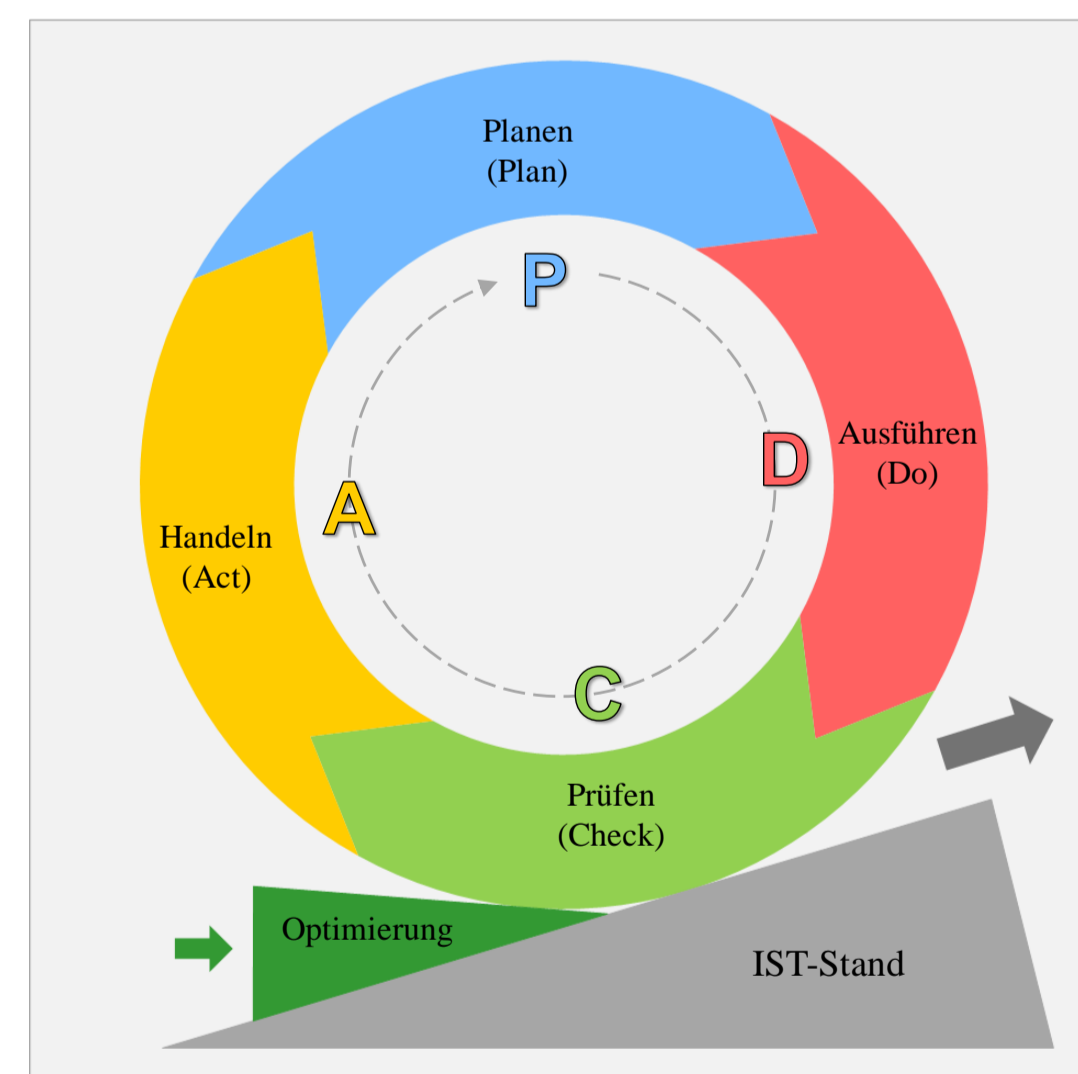 Planen
(Plan)
P
D
Ausführen
(Do)
A
Handeln
(Act)
C
Prüfen
(Check)
Optimierung
IST-Stand